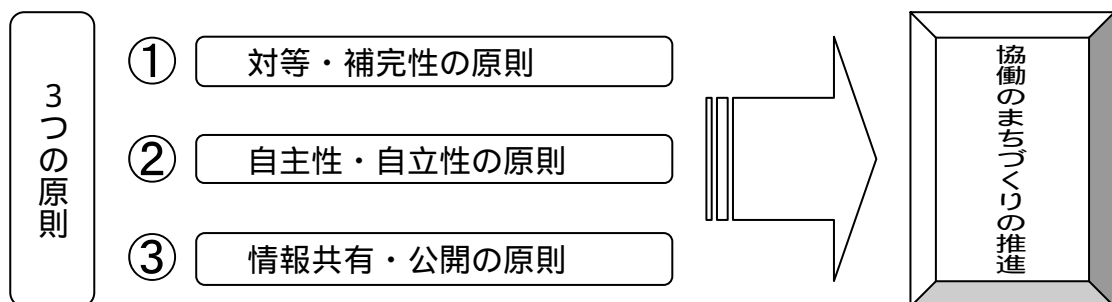 3つの原則
① 対等・補完性の原則
② 自主性・自立性の原則
③ 情報共有・公開の原則
協働のまちづくりの推進